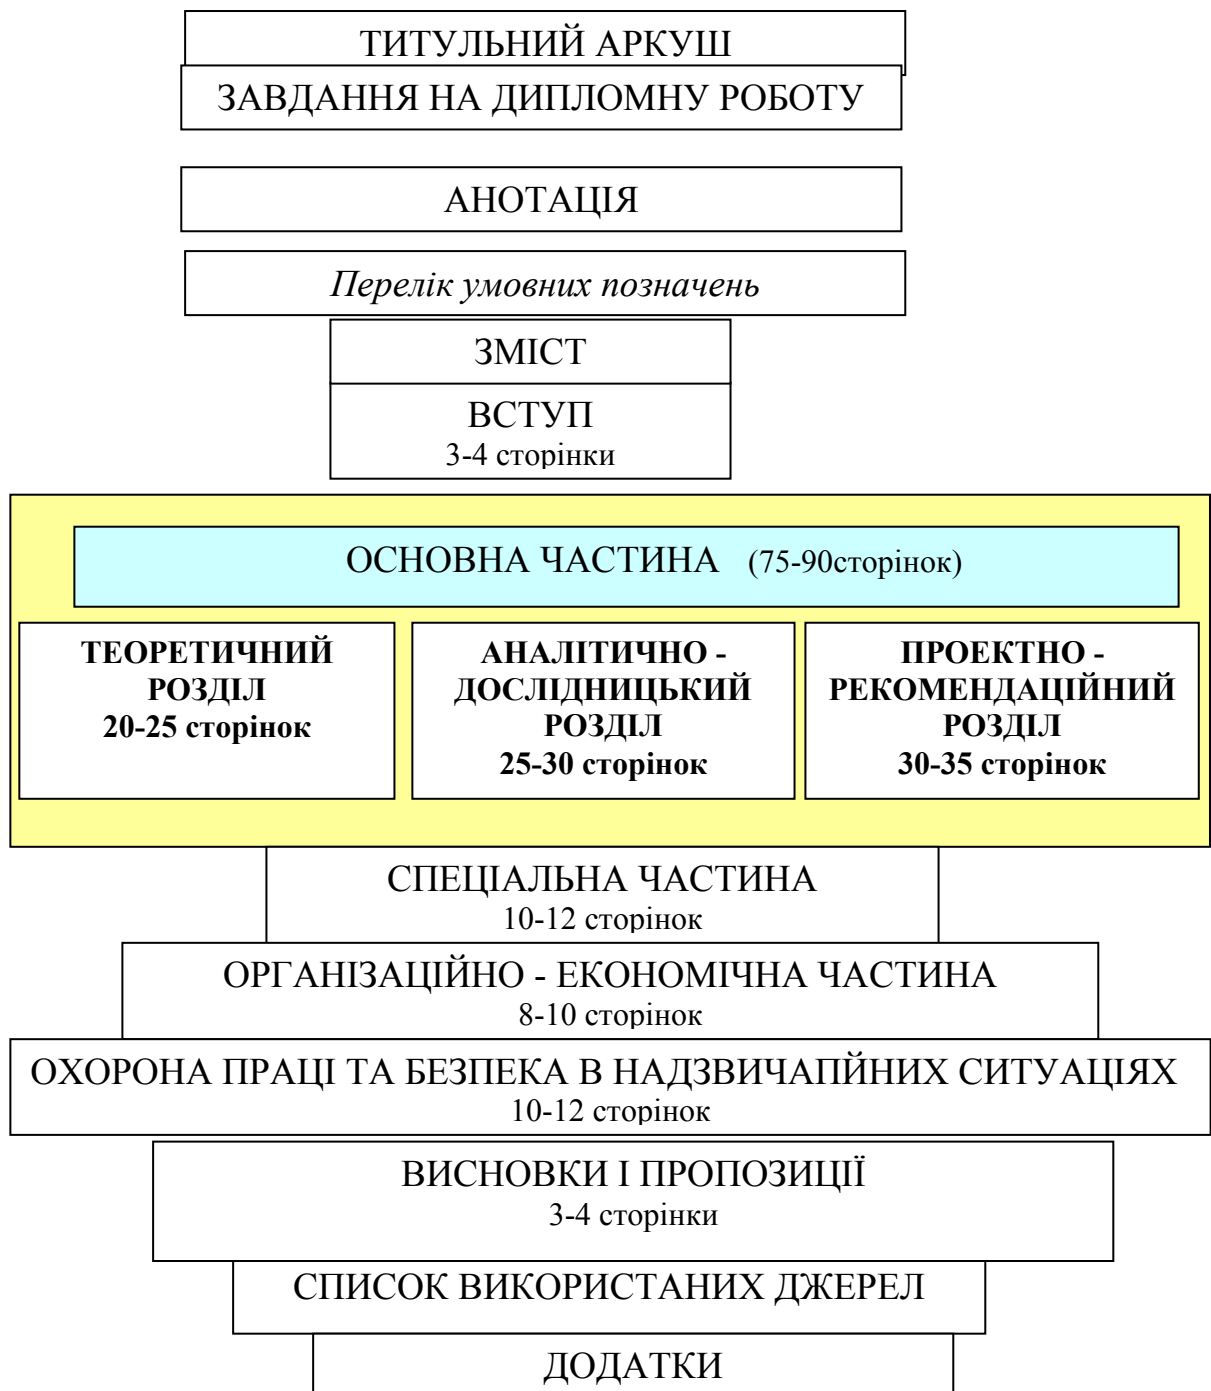 ТИТУЛЬНИЙ АРКУШ
ЗАВДАННЯ НА ДИПЛОМНУ РОБОТУ
АНОТАЦІЯ
Перелік умовних позначень
ЗМІСТ
ВСТУП
3-4 сторінки
ОСНОВНА ЧАСТИНА (75-90сторінок)
ТЕОРЕТИЧНИЙ
РОЗДІЛ
20-25 сторінок
АНАЛІТИЧНО -
ДОСЛІДНИЦЬКИЙ
РОЗДІЛ
25-30 сторінок
ПРОЕКТНО -
РЕКОМЕНДАЦІЙНИЙ
РОЗДІЛ
30-35 сторінок
СПЕЦІАЛЬНА ЧАСТИНА
10-12 сторінок
ОРГАНІЗАЦІЙНО - ЕКОНОМІЧНА ЧАСТИНА
8-10 сторінок
ОХОРОНА ПРАЦІ ТА БЕЗПЕКА В НАДЗВИЧАПЙНИХ СИТУАЦІЯХ
10-12 сторінок
ВИСНОВКИ І ПРОПОЗИЦІЇ
3-4 сторінки
СПИСОК ВИКОРИСТАНИХ ДЖЕРЕЛ
ДОДАТКИ